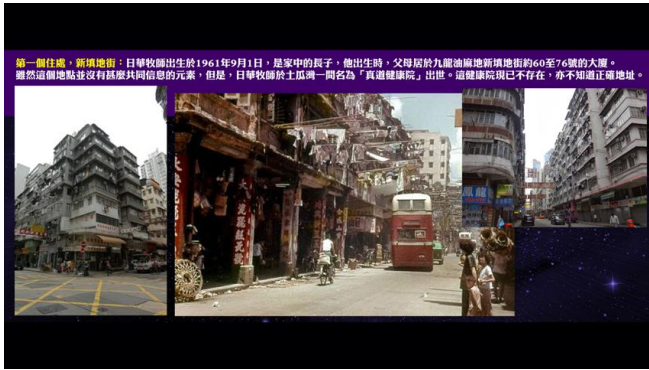 第一個住處，新填地街：日華牧師出生於1961年9月1日，是家中的長子，他出生時，父母居於九龍油麻地新填地街約60至76號的大廈。
雖然這個地點並沒有甚麼共同信息的元素，但是，日華牧師於土瓜灣一間名為「真道健康院」出世。這健康院現已不存在，亦不知道正確地址。
鳳龍